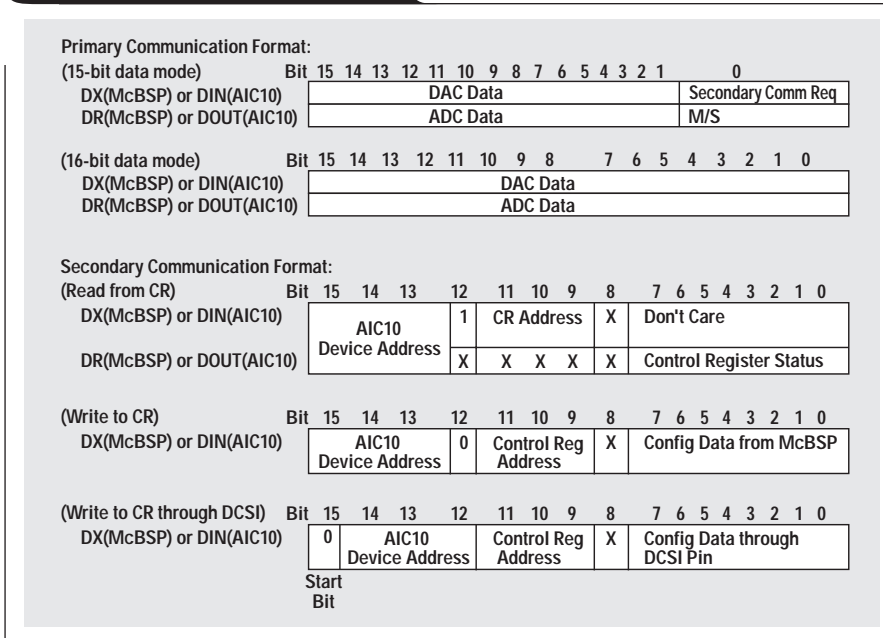 Primary Communication Format:
(15-bit data mode) Bit 15 14 13 12 11 10 9 8 7 6 5 4 3 2 1 0
DX(McBSP) or DIN(AIC10) DAC Data Secondary Comm Req
DR(McBSP) or DOUT(AIC10) ADC Data M/S
(16-bit data mode) Bit 15 14 13 12 11 10 9 8 7 6 5 4 3 2 1 0
DX(McBSP) or DIN(AIC10) DAC Data
DR(McBSP) or DOUT(AIC10) ADC Data
Secondary Communication Format:
(Read from CR) Bit 15 14 13 12 11 10 9 8 7 6 5 4 3 2 1 0
DX(McBSP) or DIN(AIC10) 1 CR Address X Don't Care
AIC10
Device Address
DR(McBSP) or DOUT(AIC10) X X X X X Control Register Status
(Write to CR) Bit 15 14 13 12 11 10 9 8 7 6 5 4 3 2 1 0
DX(McBSP) or DIN(AIC10) AIC10 0 Control Reg X Config Data from McBSP
Device Address Address
(Write to CR through DCSI) Bit 15 14 13 12 11 10 9 8 7 6 5 4 3 2 1 0
DX(McBSP) or DIN(AIC10) 0 AIC10 Control Reg X Config Data through
Device Address Address DCSI Pin
Start
Bit